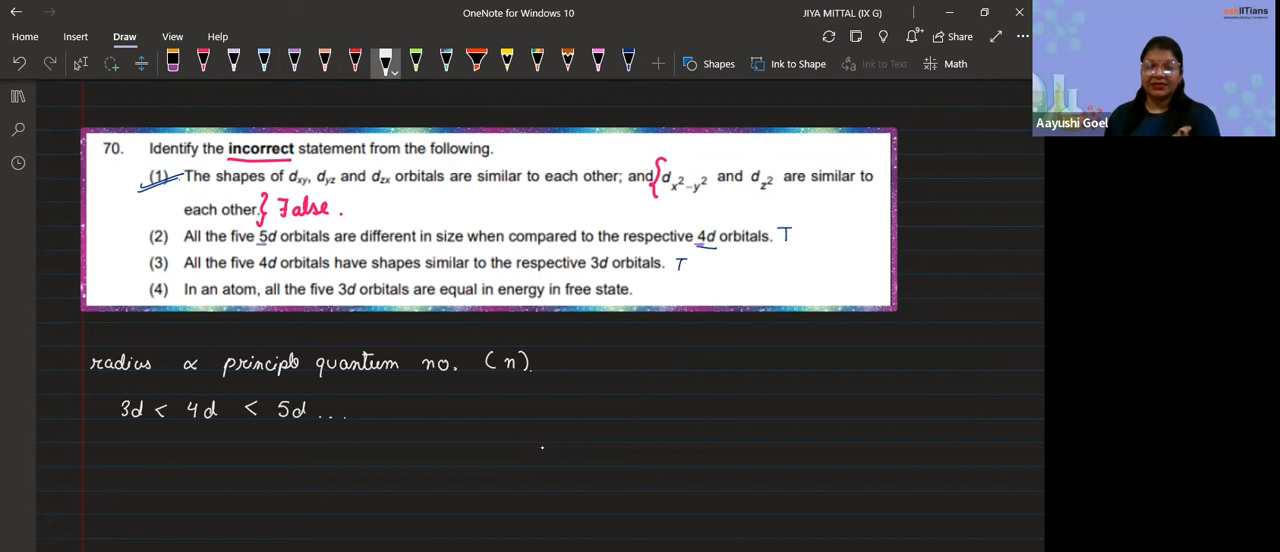 OneNote for Windows 10
JIYA MITTAL (IX G)
Home Insert Draw View Help
9+ Share
Shapes Ink to Shape Ink to Text Math
askIITians
Aayushi Goel
70. Identify the incorrect statement from the following.
(1) The shapes of dxy, dyz and dzx orbitals are similar to each other; and { dx²–y² and dz² are similar to
each other. } False.
(2) All the five 5d orbitals are different in size when compared to the respective 4d orbitals. T
(3) All the five 4d orbitals have shapes similar to the respective 3d orbitals. T
(4) In an atom, all the five 3d orbitals are equal in energy in free state.
radius ∝ principle quantum no. (n).
3d < 4d < 5d ...